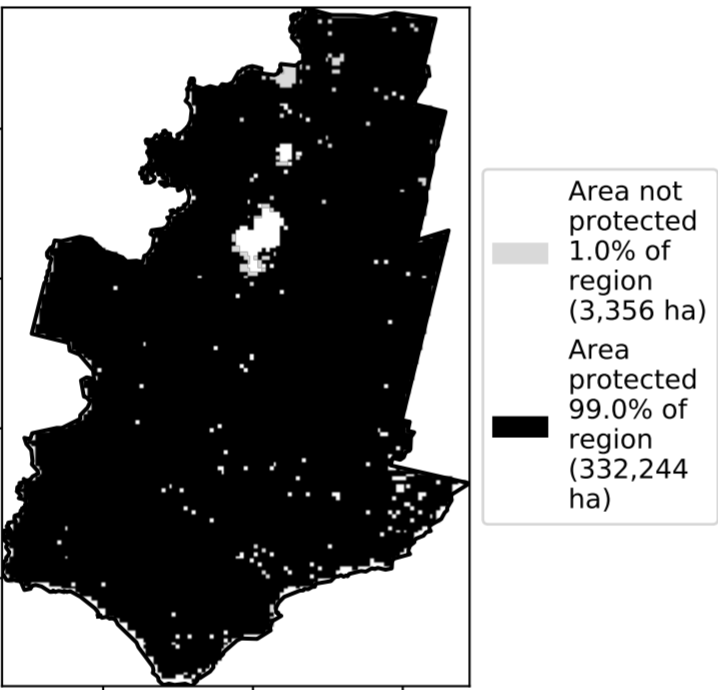 Area not
protected
1.0% of
region
(3,356 ha)
Area
protected
99.0% of
region
(332,244
ha)